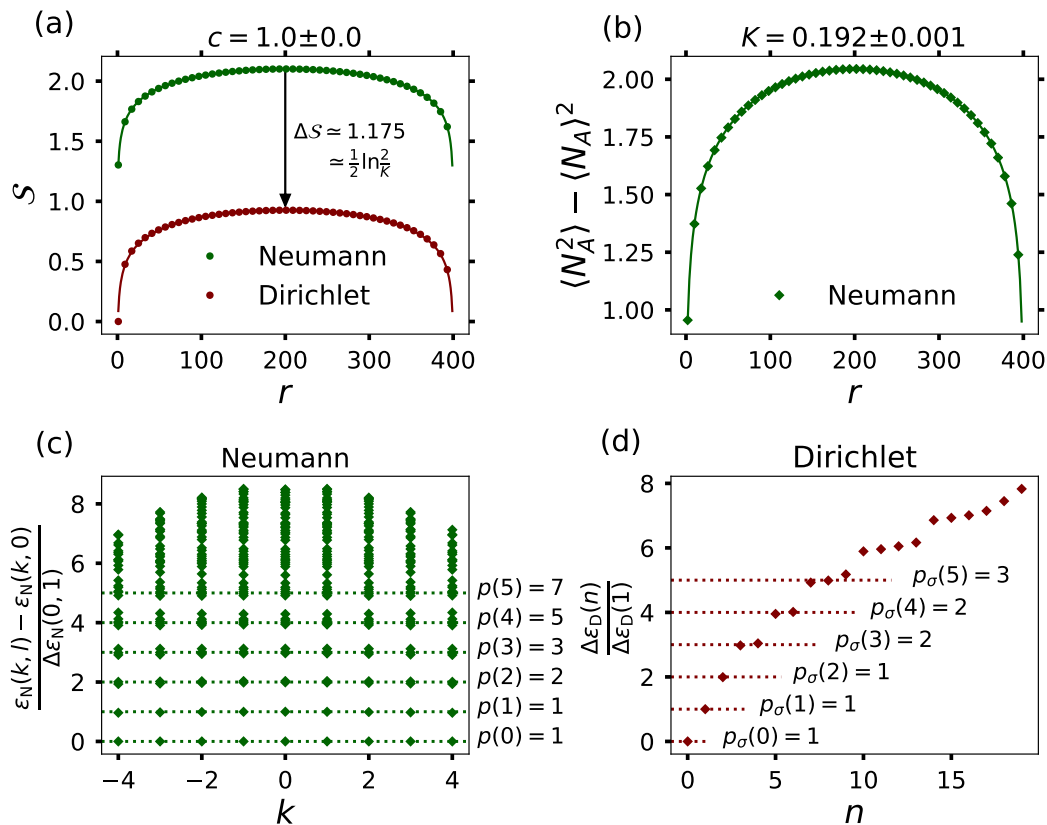 (a)
c = 1.0±0.0
2.0
1.5
1.0
0.5
0.0
𝒮
Δ𝒮 ≃ 1.175
≃ 1/2 ln 2/K
Neumann
Dirichlet
0
100
200
300
400
r
(b)
K = 0.192±0.001
2.00
1.75
1.50
1.25
1.00
⟨N_A^2⟩ − ⟨N_A⟩^2
Neumann
0
100
200
300
400
r
(c)
Neumann
8
6
4
2
0
(ε_N(k, l) − ε_N(k, 0)) / Δε_N(0, 1)
p(5) = 7
p(4) = 5
p(3) = 3
p(2) = 2
p(1) = 1
p(0) = 1
−4
−2
0
2
4
k
(d)
Dirichlet
8
6
4
2
0
Δε_D(n) / Δε_D(1)
p_σ(5) = 3
p_σ(4) = 2
p_σ(3) = 2
p_σ(2) = 1
p_σ(1) = 1
p_σ(0) = 1
0
5
10
15
n